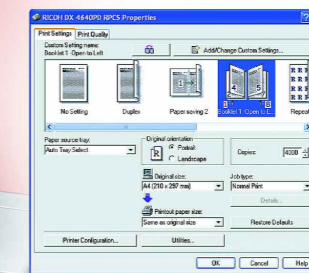 RICOH DX 4640PD RPCS Properties
Print Settings Print Quality
Custom Setting name:
Booklet 1 -Open to Left
Add/Change Custom Settings...
No Setting Duplex Paper saving 2 Booklet 1 -Open to L... Repeat
Paper source tray:
Auto Tray Select
Original orientation
R
Portrait
Landscape
Copies:
Original size:
A4 (210 x 297 mm)
Job type:
Normal Print
Details...
Printout paper size:
Same as original size
Restore Defaults
Printer Configuration...
Utilities...
OK Cancel Help